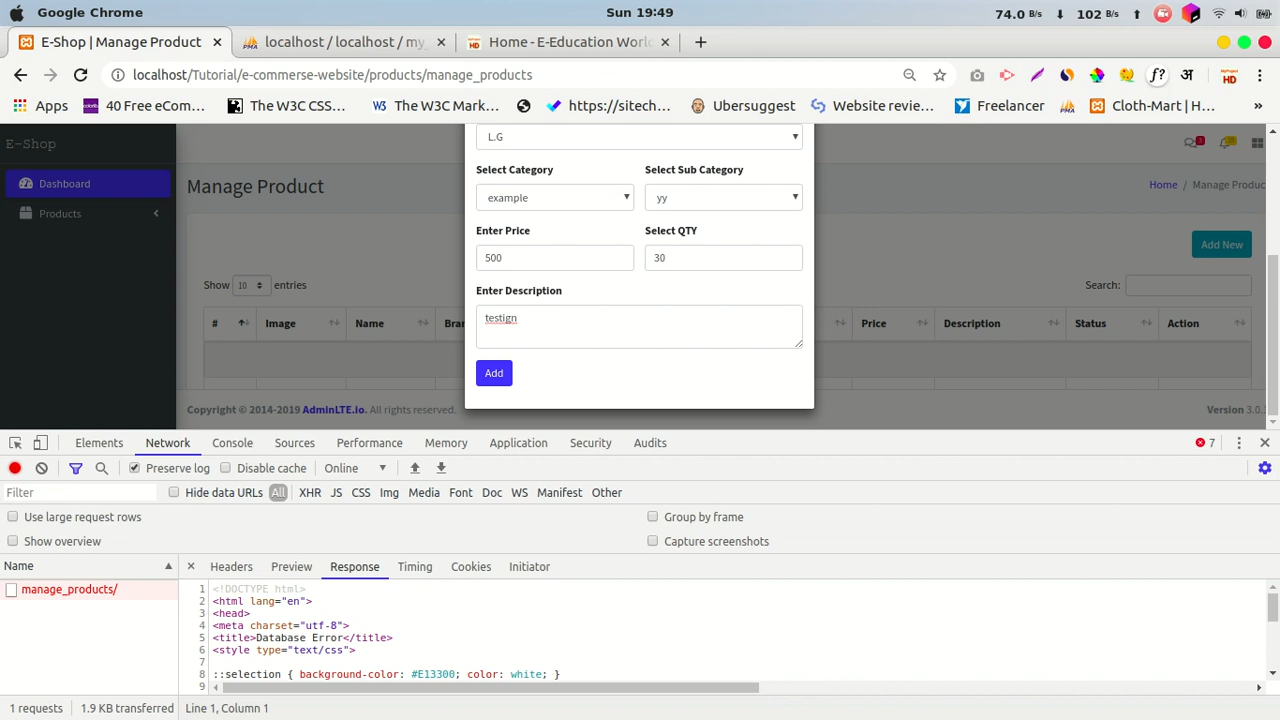 Google Chrome
Sun 19:49
74.0 B/s
102 B/s
E-Shop | Manage Product
localhost / localhost / my_
Home - E-Education World
localhost/Tutorial/e-commerse-website/products/manage_products
f?
अ
Apps
40 Free eCom...
The W3C CSS...
The W3C Mark...
https://sitech...
Ubersuggest
Website revie...
Freelancer
Cloth-Mart | H...
»
E-Shop
L.G
Dashboard
Manage Product
Select Category
Select Sub Category
Home / Manage Produc
Products
example
yy
Enter Price
Select QTY
Add New
500
30
Show 10 entries
Search:
Enter Description
#
Image
Name
Bran
testign
Price
Description
Status
Action
Add
Copyright © 2014-2019 AdminLTE.io. All rights reserved.
Version 3.0.
Elements
Network
Console
Sources
Performance
Memory
Application
Security
Audits
7
Preserve log
Disable cache
Online
Filter
Hide data URLs
All
XHR
JS
CSS
Img
Media
Font
Doc
WS
Manifest
Other
Use large request rows
Group by frame
Show overview
Capture screenshots
Name
Headers
Preview
Response
Timing
Cookies
Initiator
manage_products/
1 <!DOCTYPE html>
2 <html lang="en">
3 <head>
4 <meta charset="utf-8">
5 <title>Database Error</title>
6 <style type="text/css">
7
8 ::selection { background-color: #E13300; color: white; }
9
1 requests
1.9 KB transferred
Line 1, Column 1